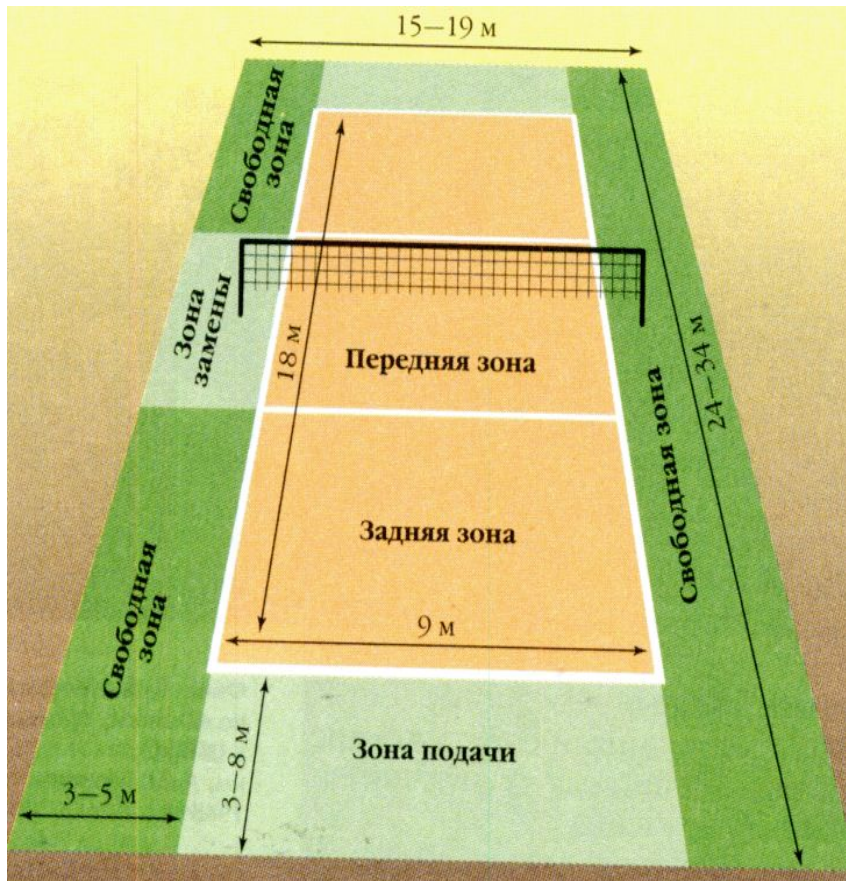 15—19 м
Свободная
зона
Зона
замены
18 м
Передняя зона
24—34 м
Свободная зона
Задняя зона
Свободная
зона
9 м
Зона подачи
3—8 м
3—5 м